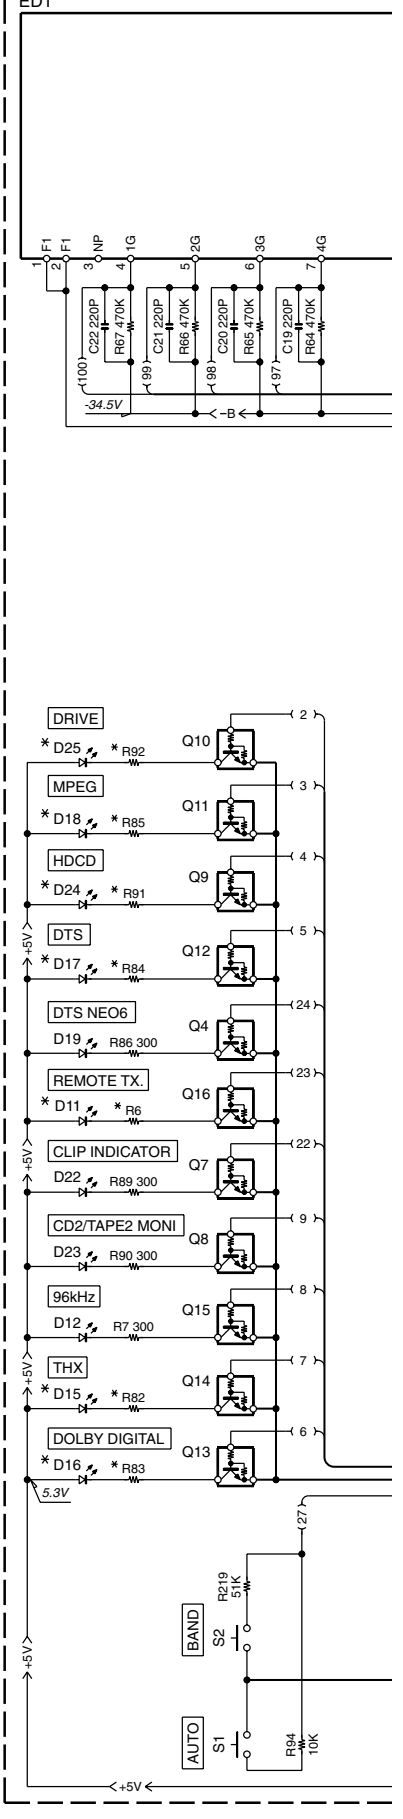 ED1
1 F1
2 F1
3 NP
4 1G
5 2G
6 3G
7 4G
C22 220P
R67 470K
C21 220P
R66 470K
C20 220P
R65 470K
C19 220P
R64 470K
(100)
(99)
(98)
(97)
-34.5V
−B
DRIVE
* D25
* R92
Q10
2
MPEG
* D18
* R85
Q11
3
HDCD
* D24
* R91
Q9
4
+5V
DTS
* D17
* R84
Q12
5
DTS NEO6
D19
R86 300
Q4
24
REMOTE TX.
* D11
* R6
Q16
23
+5V
CLIP INDICATOR
D22
R89 300
Q7
22
CD2/TAPE2 MONI
D23
R90 300
Q8
9
96kHz
D12
R7 300
Q15
8
+5V
THX
* D15
* R82
Q14
7
DOLBY DIGITAL
* D16
* R83
Q13
6
5.3V
27
R219
51K
BAND
S2
+5V
AUTO
S1
R94
10K
+5V